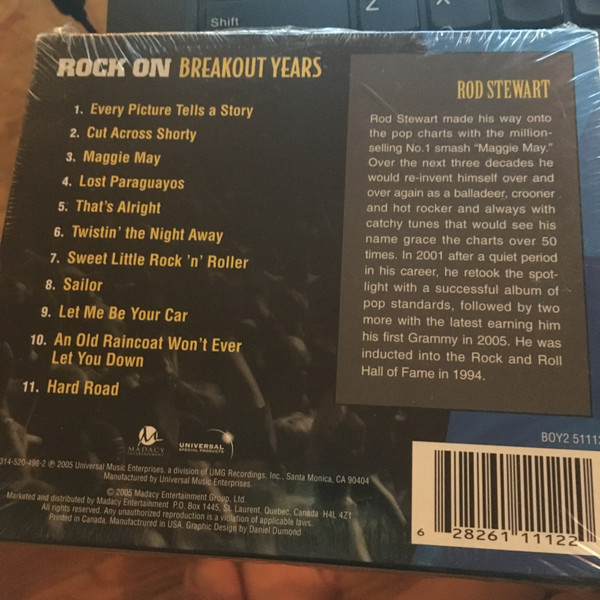 Shift
Z
X
ROCK ON BREAKOUT YEARS
1. Every Picture Tells a Story
2. Cut Across Shorty
3. Maggie May
4. Lost Paraguayos
5. That's Alright
6. Twistin' the Night Away
7. Sweet Little Rock 'n' Roller
8. Sailor
9. Let Me Be Your Car
10. An Old Raincoat Won't Ever
Let You Down
11. Hard Road
ROD STEWART
Rod Stewart made his way onto
the pop charts with the million-
selling No.1 smash "Maggie May."
Over the next three decades he
would re-invent himself over and
over again as a balladeer, crooner
and hot rocker and always with
catchy tunes that would see his
name grace the charts over 50
times. In 2001 after a quiet period
in his career, he retook the spot-
light with a successful album of
pop standards, followed by two
more with the latest earning him
his first Grammy in 2005. He was
inducted into the Rock and Roll
Hall of Fame in 1994.
M
MADACY
ENTERTAINMENT
UNIVERSAL
SPECIAL PRODUCTS
314-520-498-2 ℗ 2005 Universal Music Enterprises, a division of UMG Recordings, Inc., Santa Monica, CA 90404
Manufactured by Universal Music Enterprises.
© 2005 Madacy Entertainment Group, Ltd.
Marketed and distributed by Madacy Entertainment P.O. Box 1445, St. Laurent, Quebec, Canada H4L 4Z1
All rights reserved. Any unauthorized reproduction is a violation of applicable laws.
Printed in Canada. Manufactrured in USA. Graphic Design by Daniel Dumond
BOY2 5111
6 28261 11122